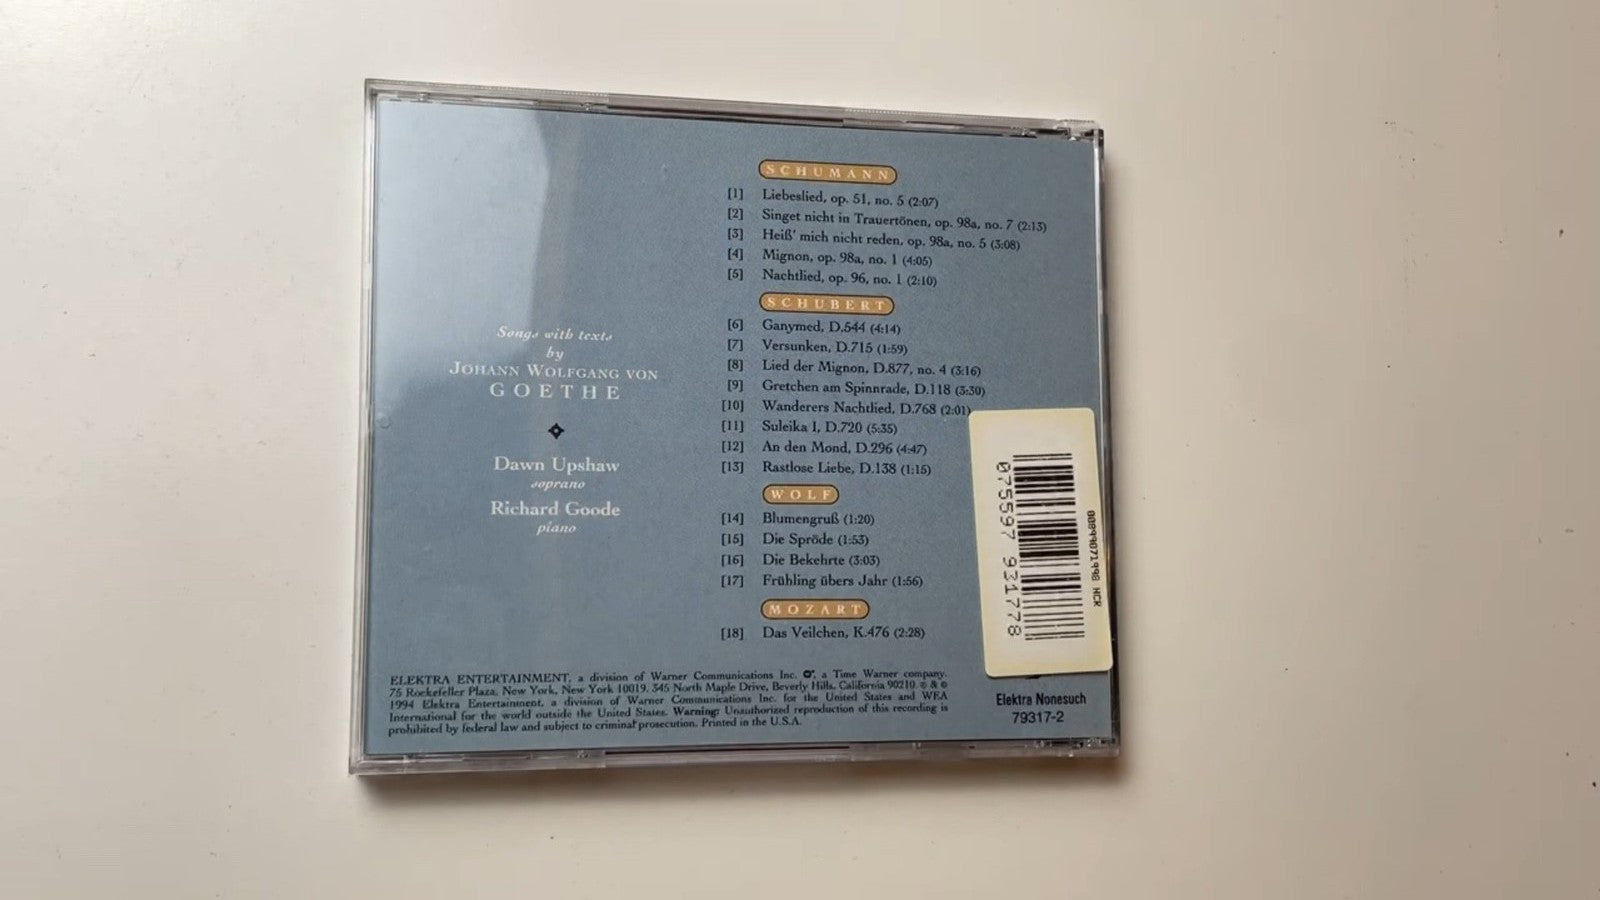 Songs with texts
by
JOHANN WOLFGANG VON
GOETHE
Dawn Upshaw
soprano
Richard Goode
piano
SCHUMANN
[1] Liebeslied, op. 51, no. 5 (2:07)
[2] Singet nicht in Trauertönen, op. 98a, no. 7 (2:13)
[3] Heiß' mich nicht reden, op. 98a, no. 5 (3:08)
[4] Mignon, op. 98a, no. 1 (4:05)
[5] Nachtlied, op. 96, no. 1 (2:10)
SCHUBERT
[6] Ganymed, D.544 (4:14)
[7] Versunken, D.715 (1:59)
[8] Lied der Mignon, D.877, no. 4 (3:16)
[9] Gretchen am Spinnrade, D.118 (3:30)
[10] Wanderers Nachtlied, D.768 (2:01)
[11] Suleika I, D.720 (5:35)
[12] An den Mond, D.296 (4:47)
[13] Rastlose Liebe, D.138 (1:15)
WOLF
[14] Blumengruß (1:20)
[15] Die Spröde (1:53)
[16] Die Bekehrte (3:03)
[17] Frühling übers Jahr (1:56)
MOZART
[18] Das Veilchen, K.476 (2:28)
00899071998 NCR
075597 931778
ELEKTRA ENTERTAINMENT, a division of Warner Communications Inc. , a Time Warner company.
75 Rockefeller Plaza, New York, New York 10019. 345 North Maple Drive, Beverly Hills, California 90210. ℗ & ©
1994 Elektra Entertainment, a division of Warner Communications Inc. for the United States and WEA
International for the world outside the United States. Warning: Unauthorized reproduction of this recording is
prohibited by federal law and subject to criminal prosecution. Printed in the U.S.A.
Elektra Nonesuch
79317-2